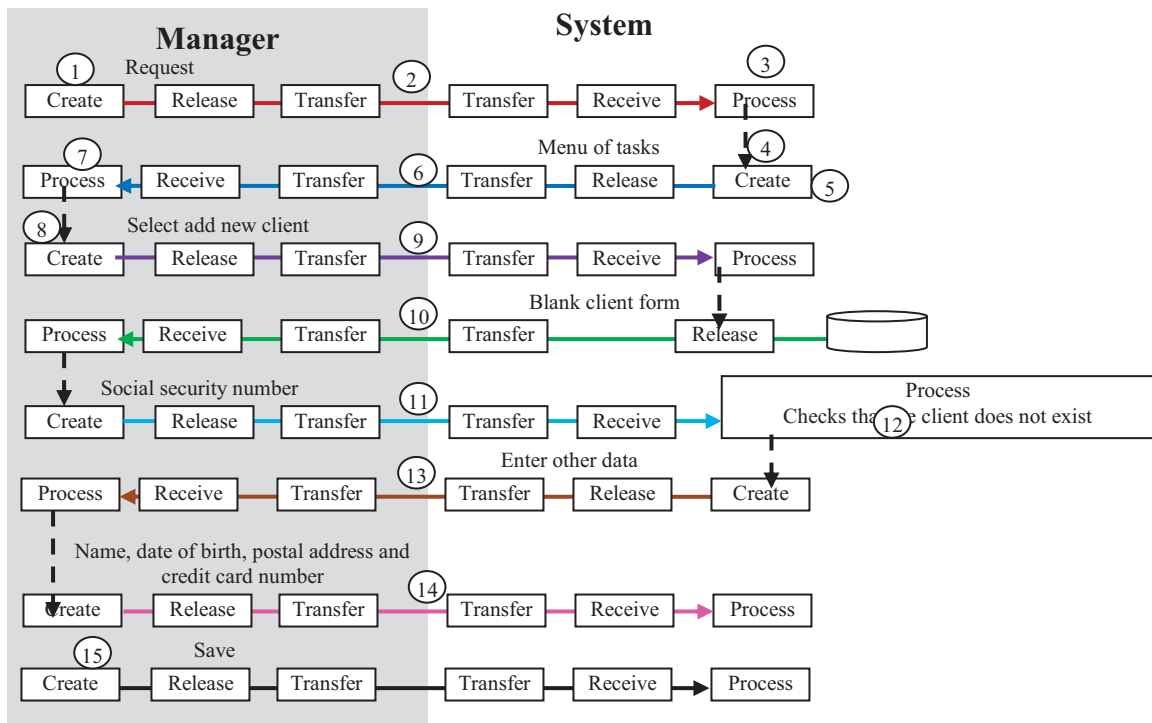 Manager
System
1
Request
2
3
Create Release Transfer Transfer Receive Process
7
6
Menu of tasks
4
Process Receive Transfer Transfer Release Create
5
8
Select add new client
9
Create Release Transfer Transfer Receive Process
10
Blank client form
Process Receive Transfer Transfer Release
Social security number
11
Create Release Transfer Transfer Receive
Process
Checks tha e client does not exist
12
13
Enter other data
Process Receive Transfer Transfer Release Create
Name, date of birth, postal address and
credit card number
14
Create Release Transfer Transfer Receive Process
15
Save
Create Release Transfer Transfer Receive Process